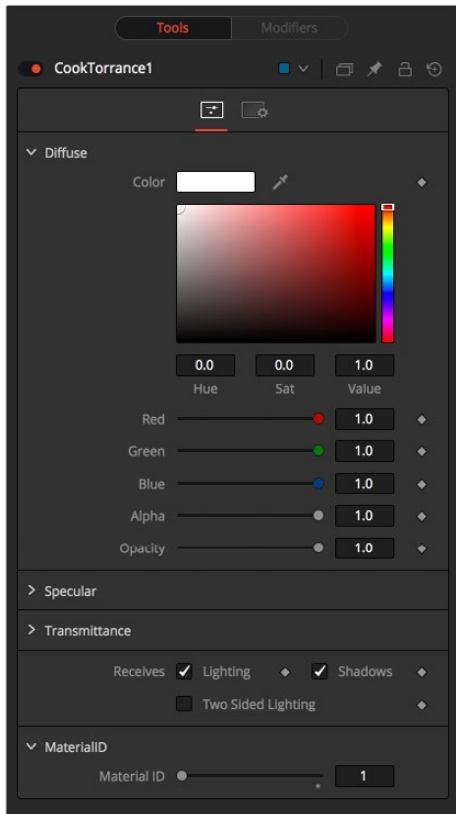 Tools Modifiers
CookTorrance1
Diffuse
Color
0.0 0.0 1.0
Hue Sat Value
Red 1.0
Green 1.0
Blue 1.0
Alpha 1.0
Opacity 1.0
Specular
Transmittance
Receives Lighting Shadows
Two Sided Lighting
MaterialID
Material ID 1